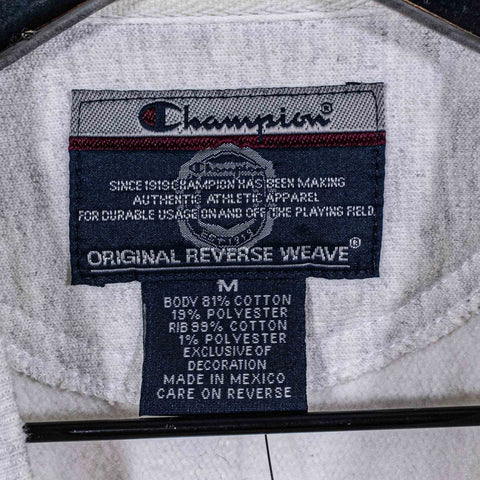 Champion®
SINCE 1919 CHAMPION HAS BEEN MAKING
AUTHENTIC ATHLETIC APPAREL
FOR DURABLE USAGE ON AND OFF THE PLAYING FIELD.
EST. 1919
ORIGINAL REVERSE WEAVE®
M
BODY 81% COTTON
19% POLYESTER
RIB 99% COTTON
1% POLYESTER
EXCLUSIVE OF
DECORATION
MADE IN MEXICO
CARE ON REVERSE